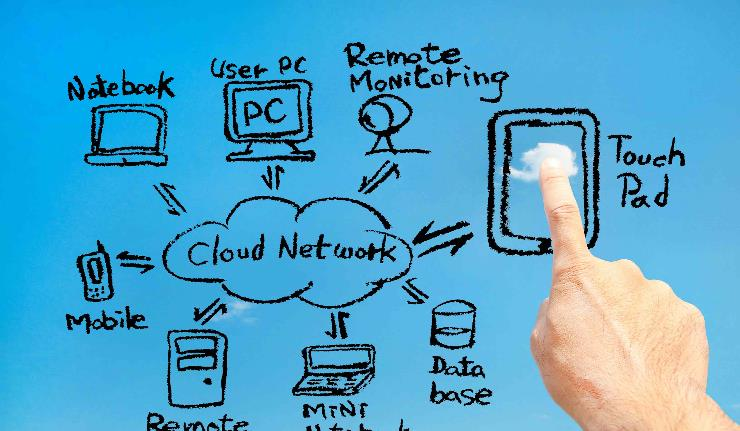 Notebook
User PC
PC
Remote
Monitoring
Touch
Pad
Cloud Network
Mobile
Data
base
Remote
Mini